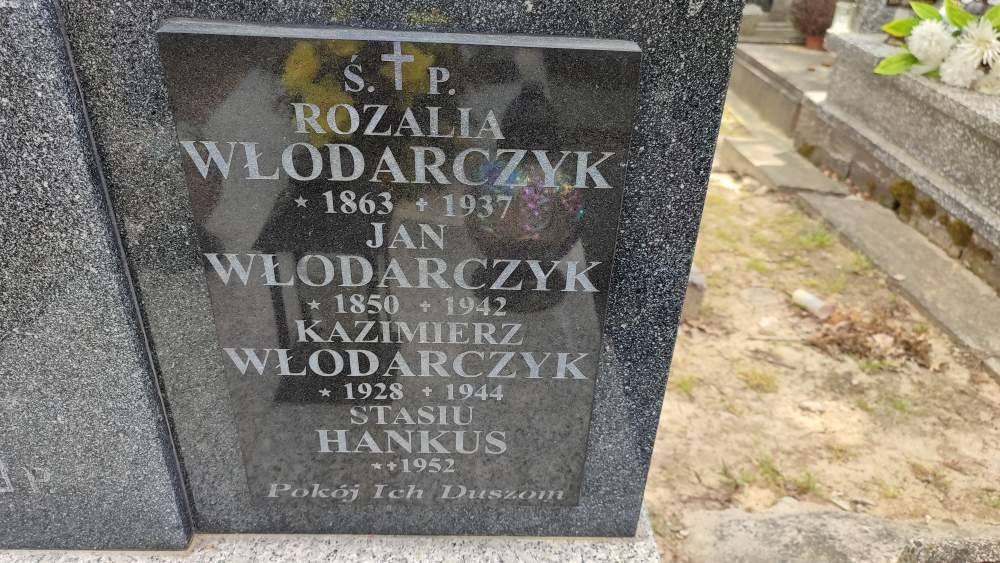 Ś. P.
ROZALIA
WŁODARCZYK
* 1863 + 1937
JAN
WŁODARCZYK
* 1850 + 1942
KAZIMIERZ
WŁODARCZYK
* 1928 + 1944
STASIU
HANKUS
*+1952
Pokój Ich Duszom